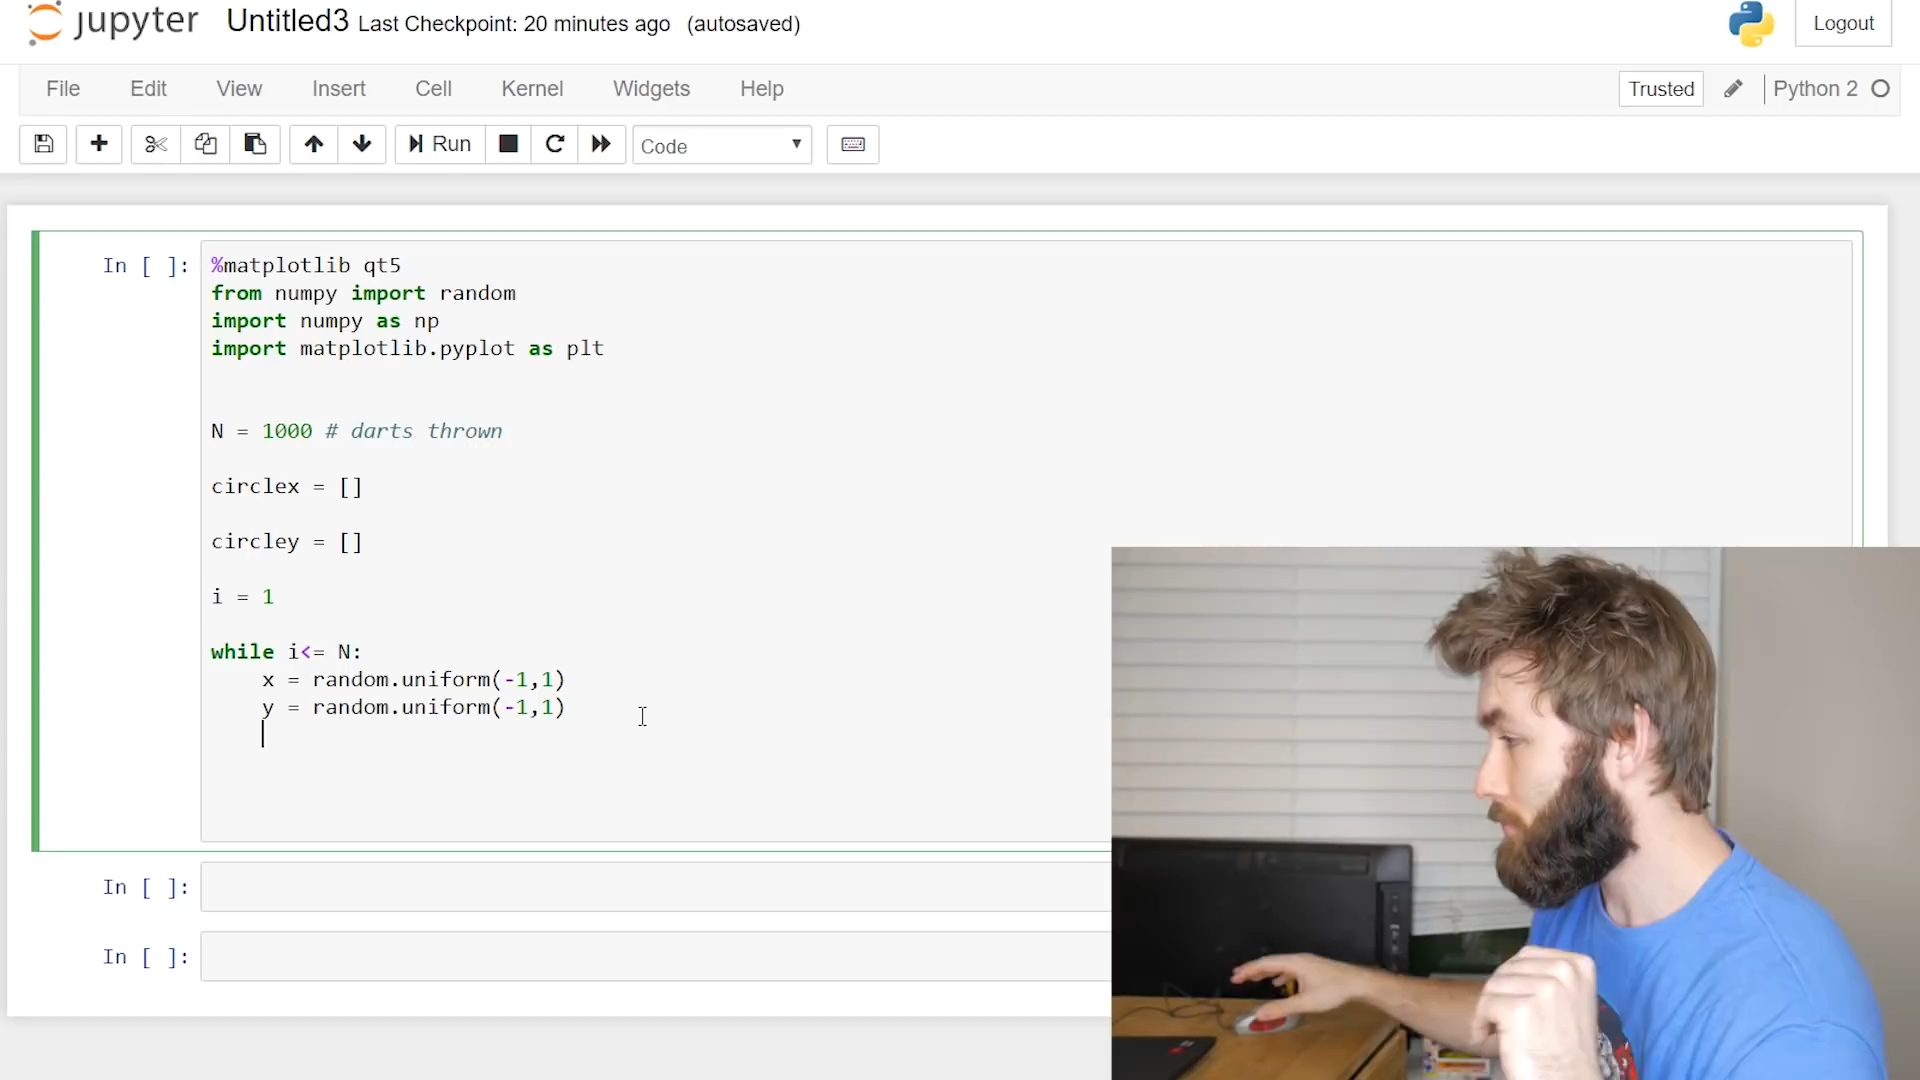 jupyter Untitled3 Last Checkpoint: 20 minutes ago (autosaved) Logout
File Edit View Insert Cell Kernel Widgets Help Trusted Python 2
Run Code
In [ ]: %matplotlib qt5
from numpy import random
import numpy as np
import matplotlib.pyplot as plt
N = 1000 # darts thrown
circlex = []
circley = []
i = 1
while i<= N:
x = random.uniform(-1,1)
y = random.uniform(-1,1)
In [ ]:
In [ ]: